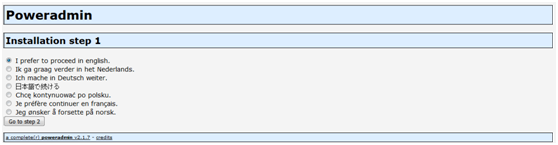 Poweradmin
Installation step 1
I prefer to proceed in english.
Ik ga graag verder in het Nederlands.
Ich mache in Deutsch weiter.
日本語で続ける
Chcę kontynuować po polsku.
Je préfère continuer en français.
Jeg ønsker å forsette på norsk.
Go to step 2
a complete(r) poweradmin v2.1.7 - credits